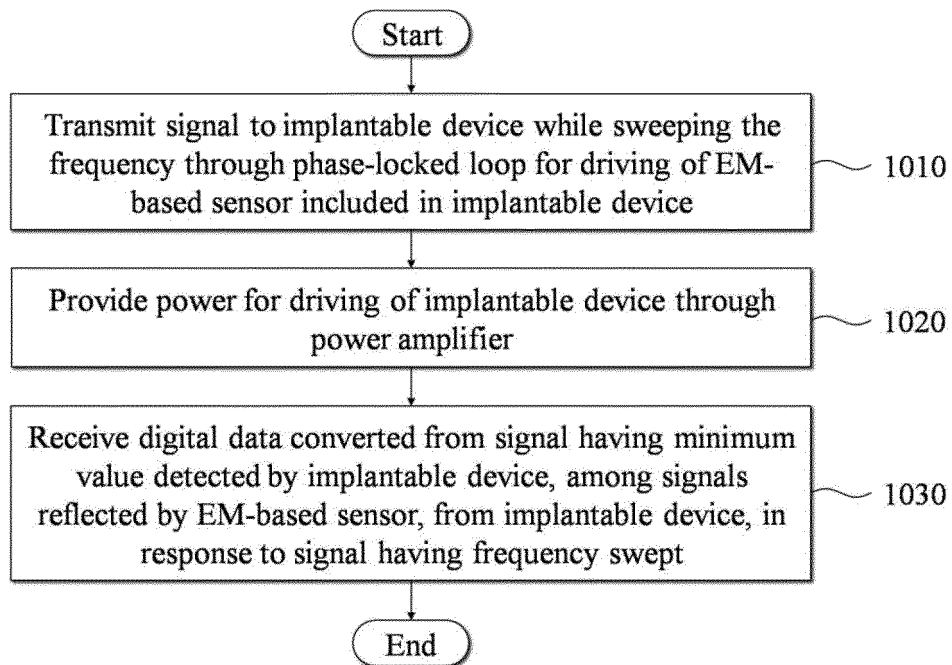 Start
Transmit signal to implantable device while sweeping the
frequency through phase-locked loop for driving of EM-
based sensor included in implantable device
1010
Provide power for driving of implantable device through
power amplifier
1020
Receive digital data converted from signal having minimum
value detected by implantable device, among signals
reflected by EM-based sensor, from implantable device, in
response to signal having frequency swept
1030
End